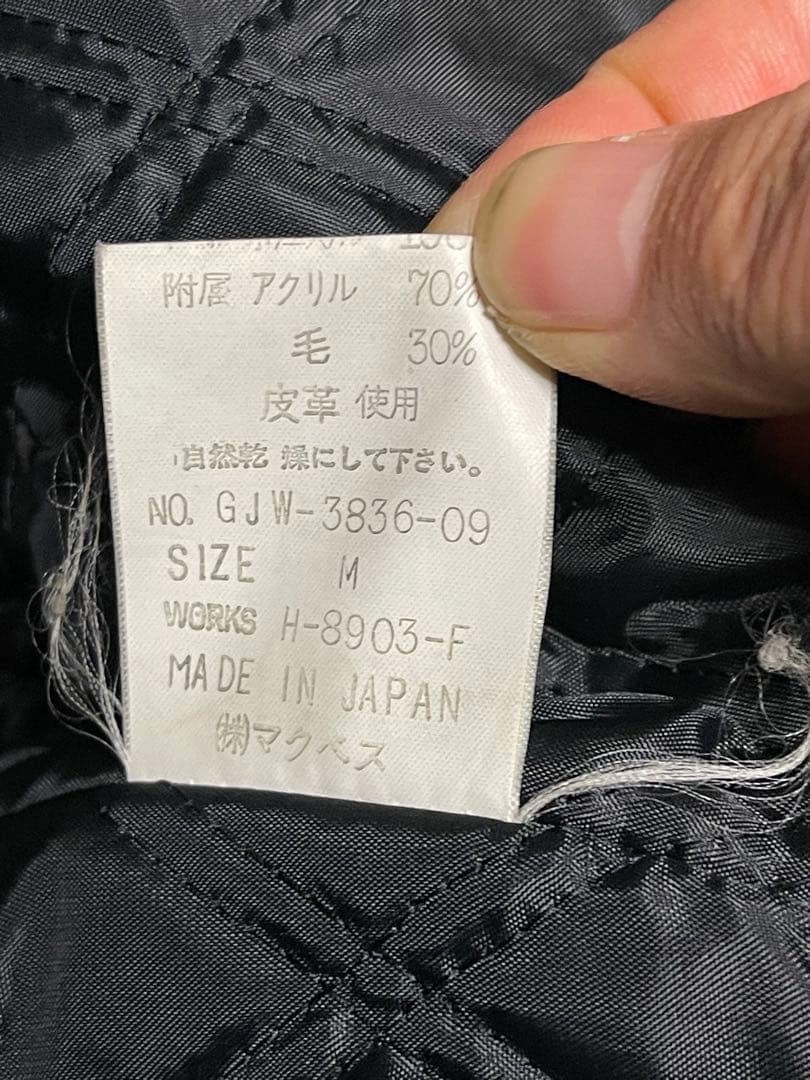 附属 アクリル 70%
毛 30%
皮革 使用
自然乾 燥にして下さい。
NO. GJW-3836-09
SIZE M
WORKS H-8903-F
MADE IN JAPAN
㈱マクベス